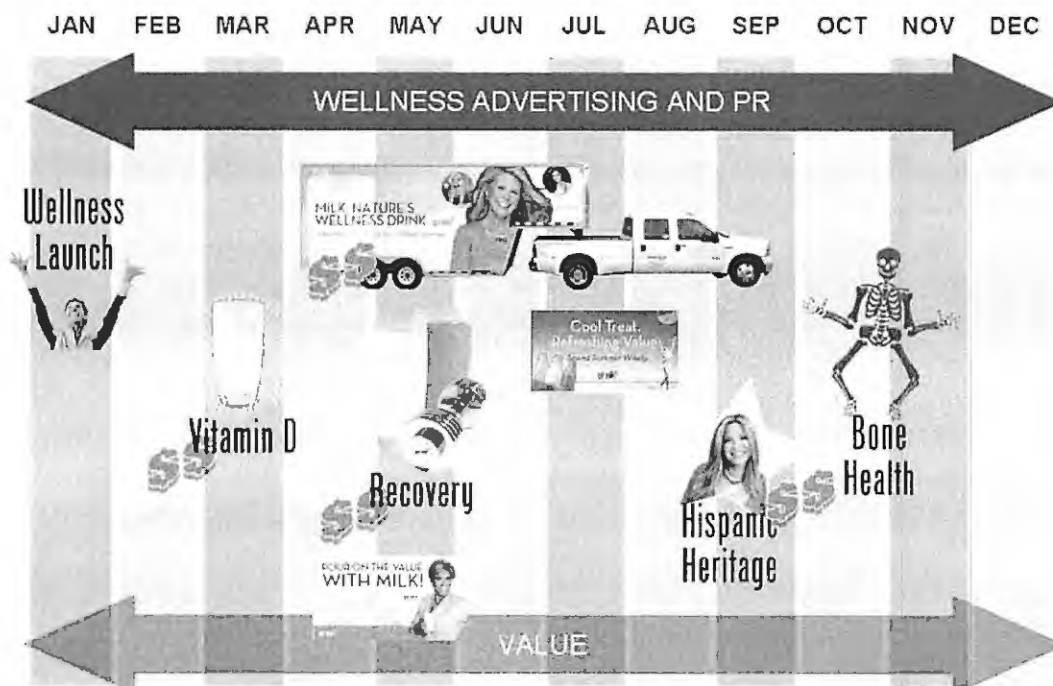 JAN FEB MAR APR MAY JUN JUL AUG SEP OCT NOV DEC
WELLNESS ADVERTISING AND PR
Wellness
Launch
MILK NATURE'S
WELLNESS DRINK
$$
Cool Treat.
Refreshing Value
Vitamin D
$$
Recovery
$$
Bone
Health
Hispanic
Heritage
$$
POUR ON THE VALUE
WITH MILK!
VALUE